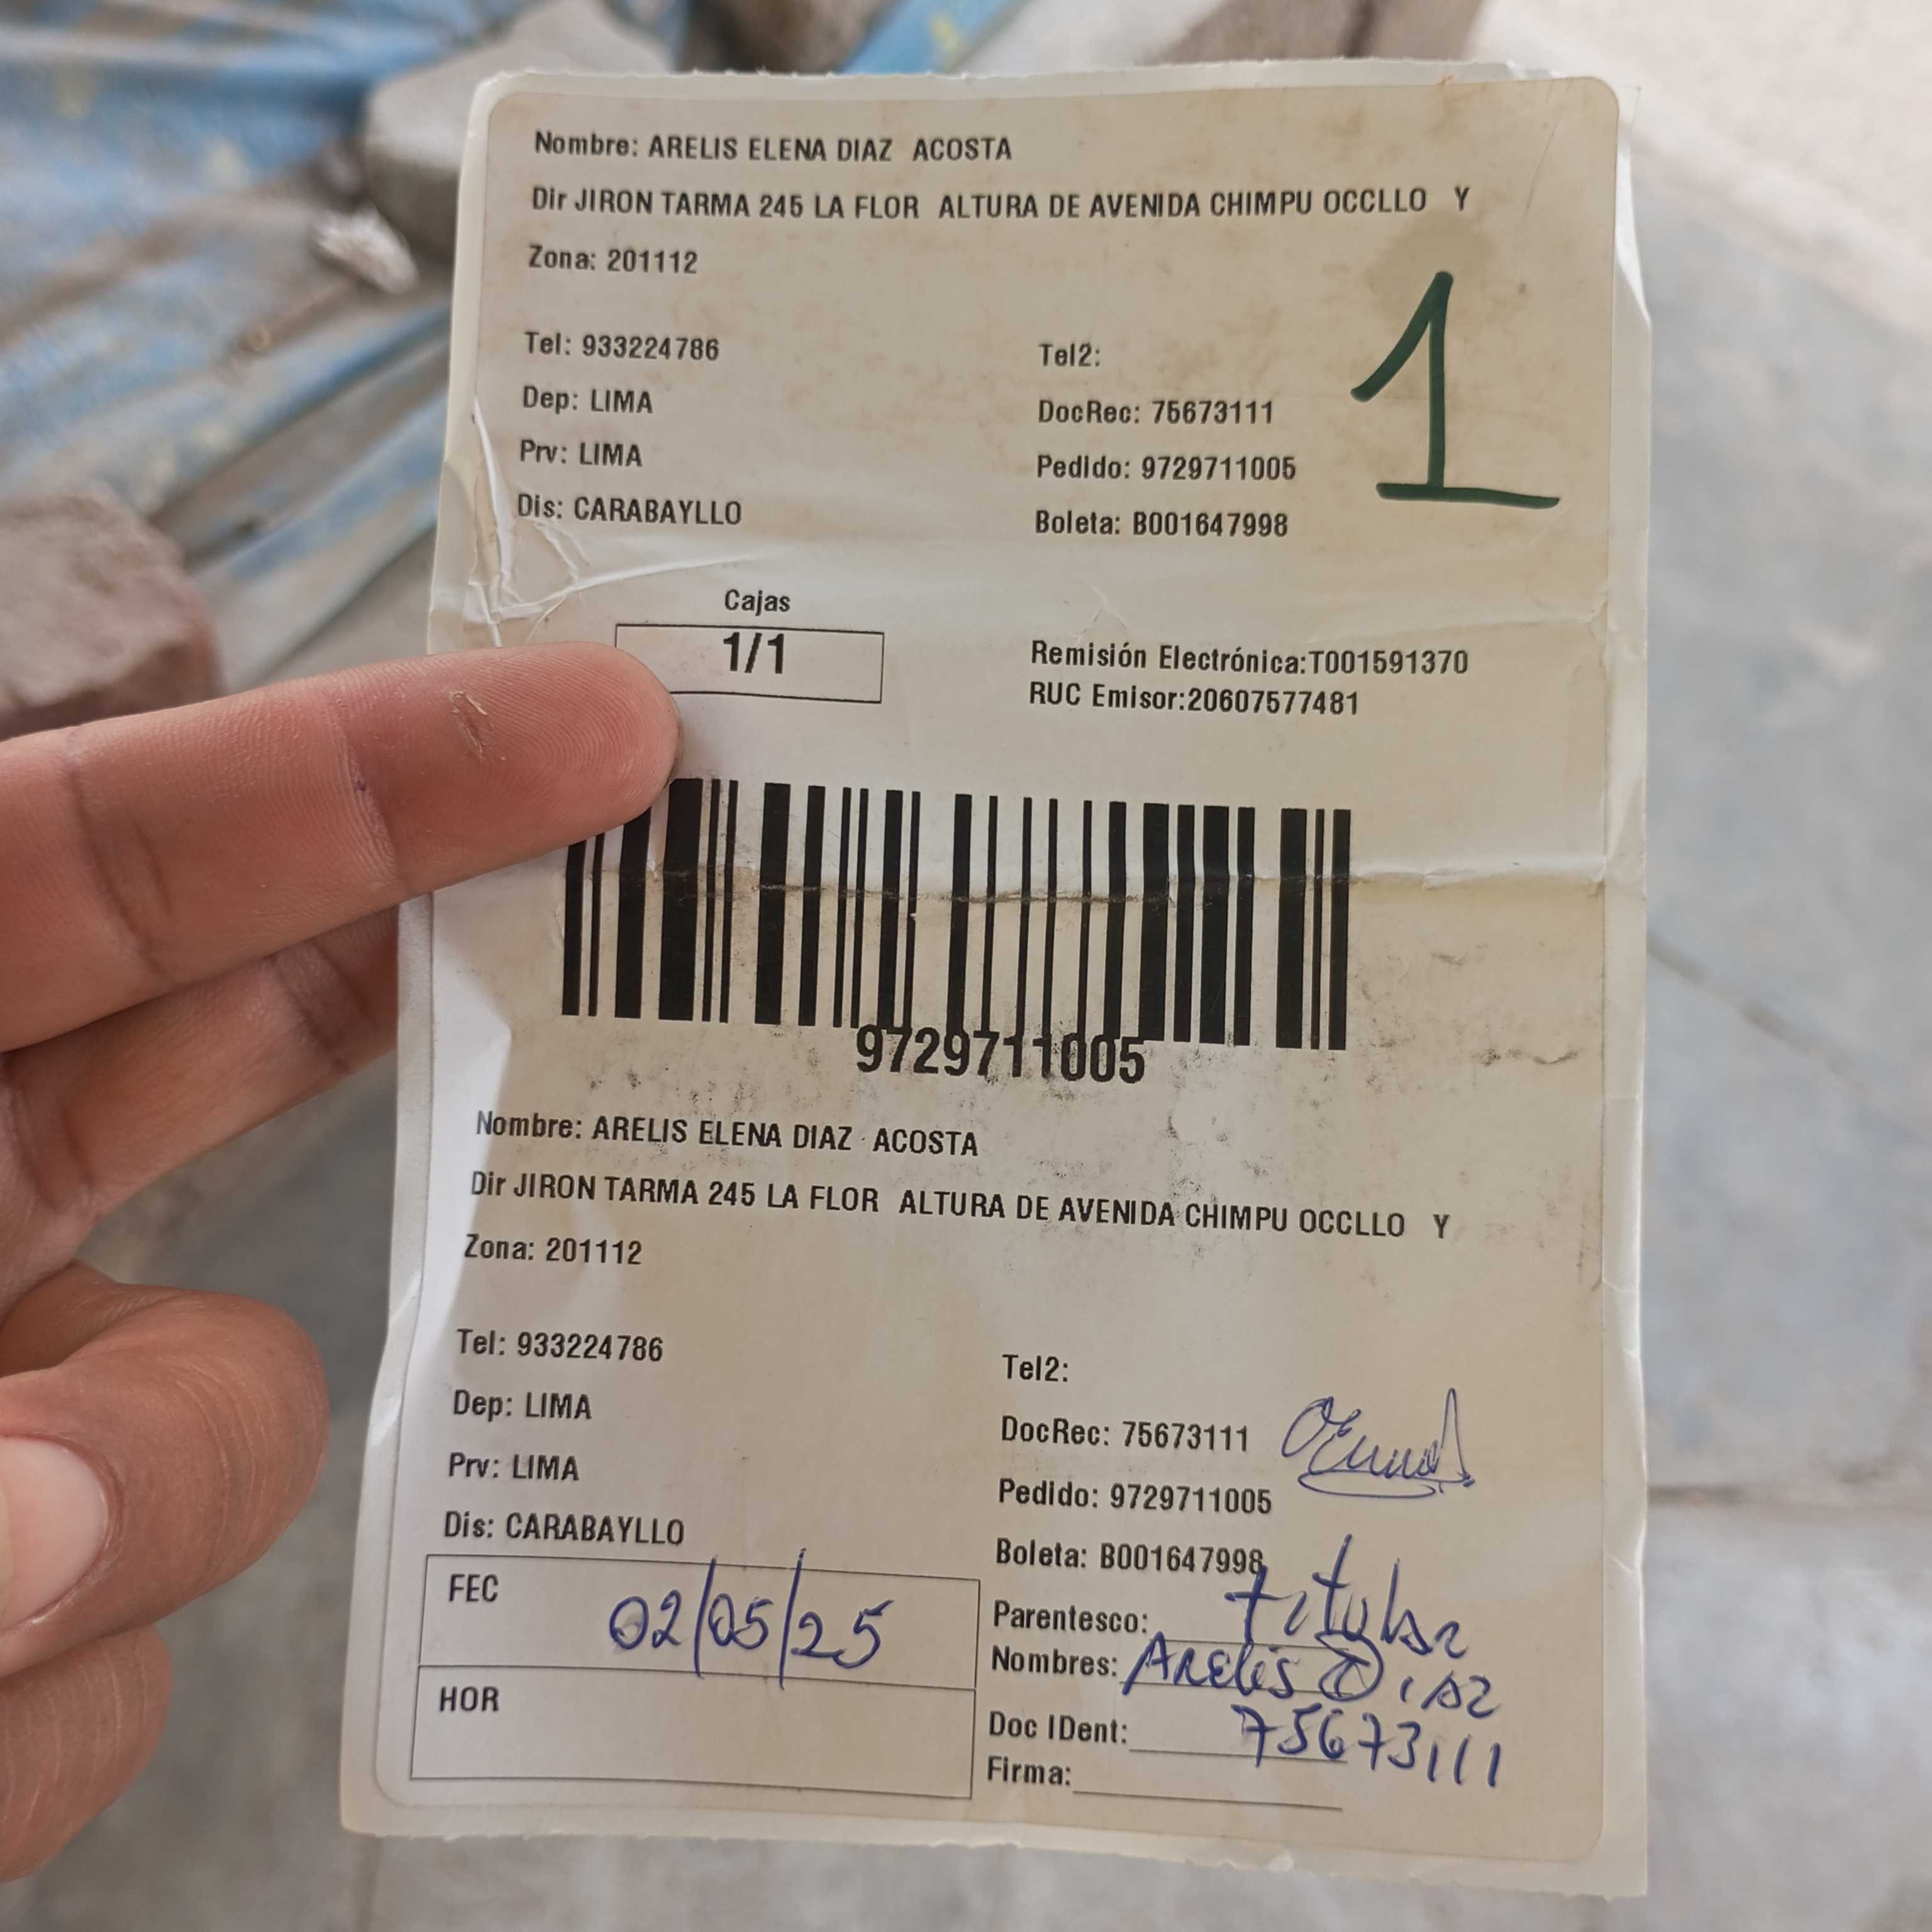 Nombre: ARELIS ELENA DIAZ ACOSTA
Dir JIRON TARMA 245 LA FLOR ALTURA DE AVENIDA CHIMPU OCCLLO Y
Zona: 201112
1
Tel: 933224786 Tel2:
Dep: LIMA DocRec: 75673111
Prv: LIMA Pedido: 9729711005
Dis: CARABAYLLO Boleta: B001647998
Cajas
1/1
Remisión Electrónica:T001591370
RUC Emisor:20607577481
9729711005
Nombre: ARELIS ELENA DIAZ ACOSTA
Dir JIRON TARMA 245 LA FLOR ALTURA DE AVENIDA CHIMPU OCCLLO Y
Zona: 201112
Tel: 933224786 Tel2:
Dep: LIMA DocRec: 75673111
Prv: LIMA Pedido: 9729711005
Dis: CARABAYLLO Boleta: B001647998
FEC 02/05/25
HOR
Parentesco: titular
Nombres: Arelis Diaz
Doc IDent: 75673111
Firma: